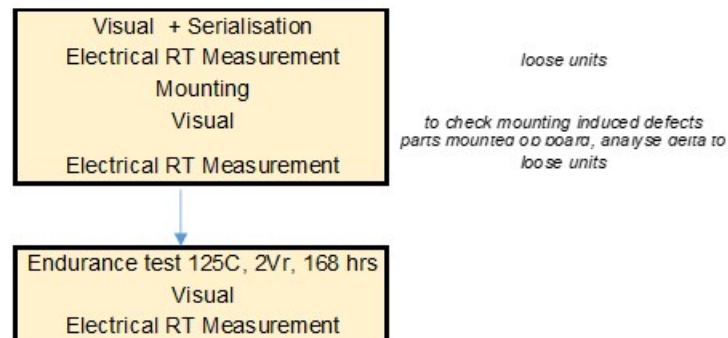 Visual + Serialisation
Electrical RT Measurement
loose units
Mounting
Visual
to check mounting induced defects
parts mounted op board, analyse delta to
Electrical RT Measurement
loose units
Endurance test 125C, 2Vr, 168 hrs
Visual
Electrical RT Measurement